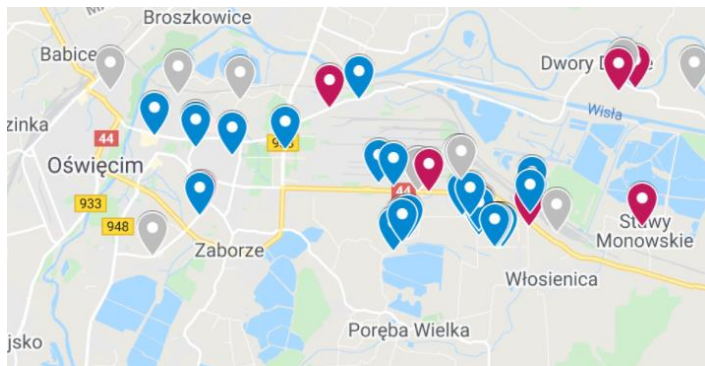 Broszkowice
Babice
Dwory D
Wisła
zinka
44
Oświęcim
44
933
948
Zaborze
Stawy
Monowskie
Włosienica
Poręba Wielka
jsko